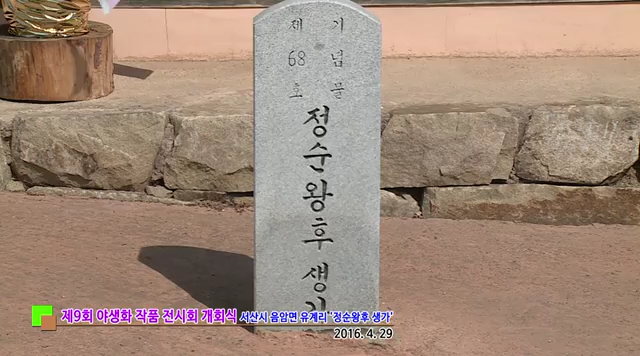 기념물
제68호
정순왕후 생가
제9회 야생화 작품 전시회 개회식 서산시 음암면 유계리 '정순왕후 생가'
2016. 4. 29